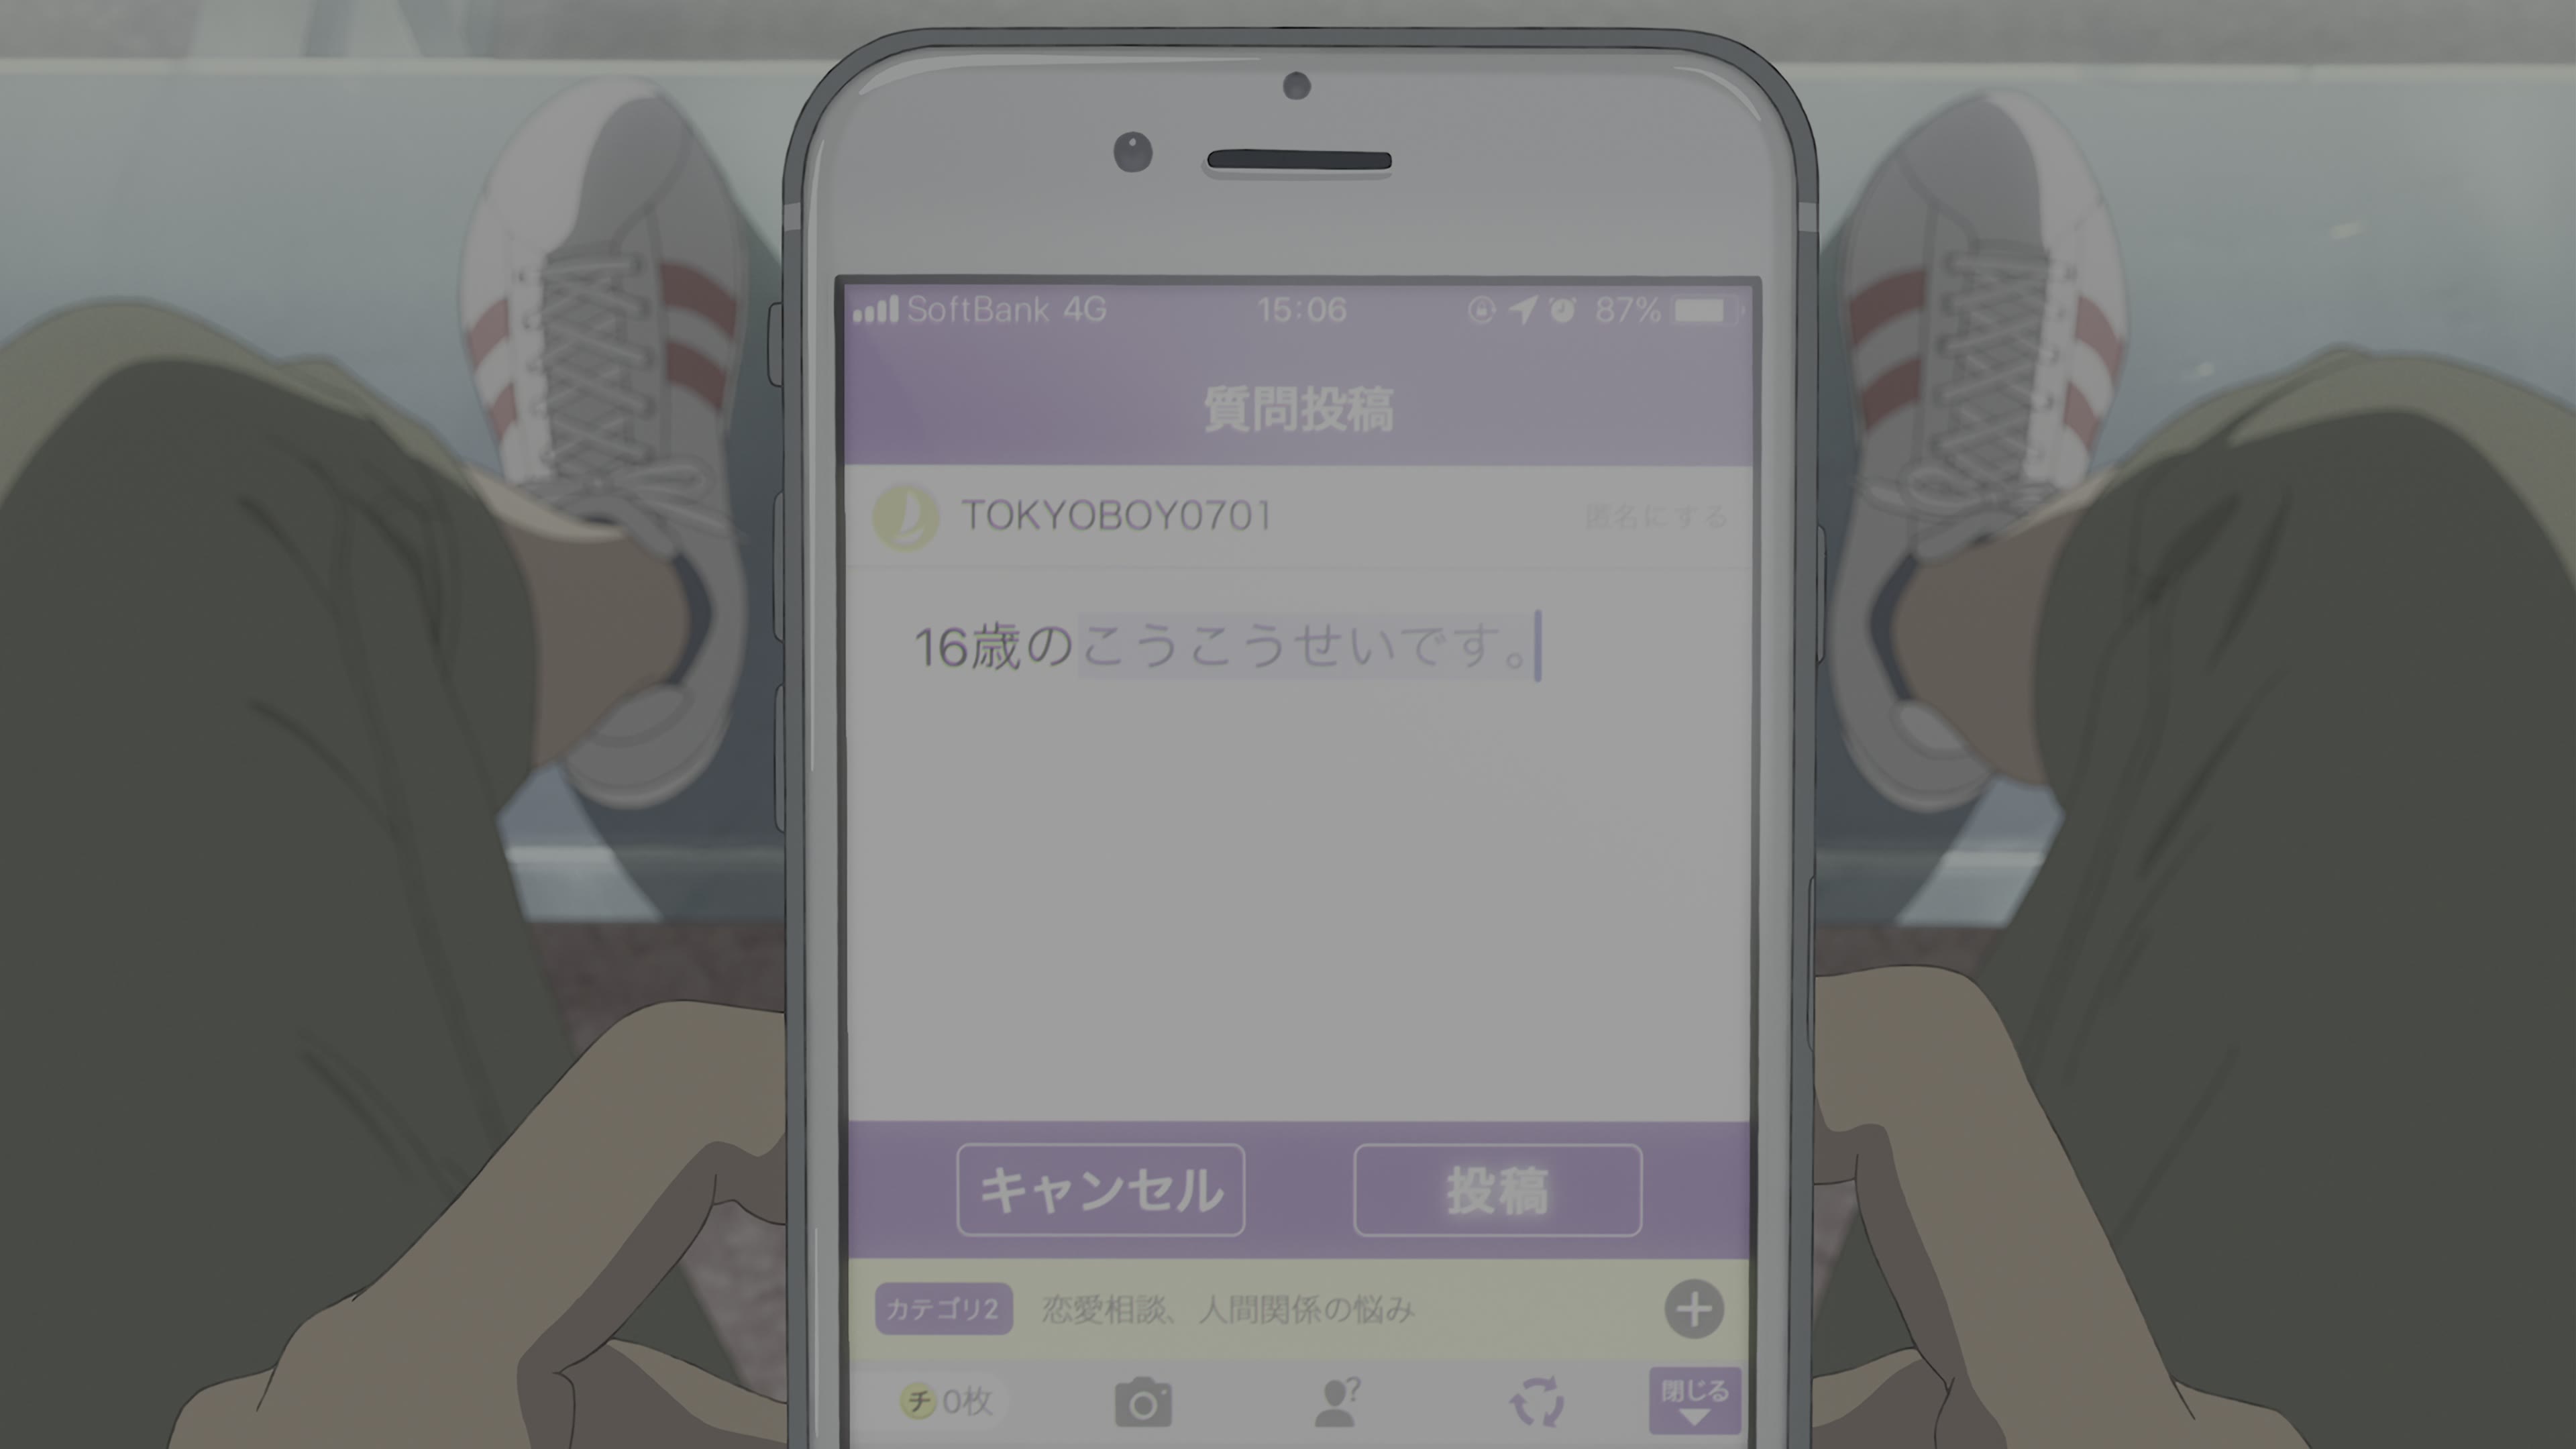 SoftBank 4G 15:06 87%
質問投稿
TOKYOBOY0701 匿名にする
16歳のこうこうせいです。
キャンセル 投稿
カテゴリ2 恋愛相談、人間関係の悩み
チ 0枚 ? 閉じる